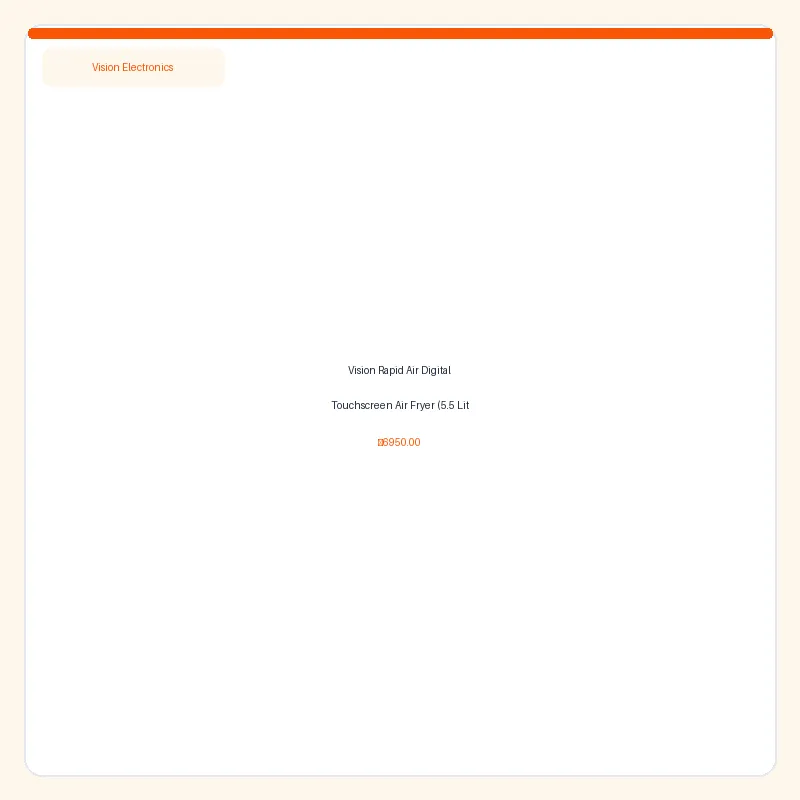 Vision Electronics
Vision Rapid Air Digital
Touchscreen Air Fryer (5.5 Lit
6950.00